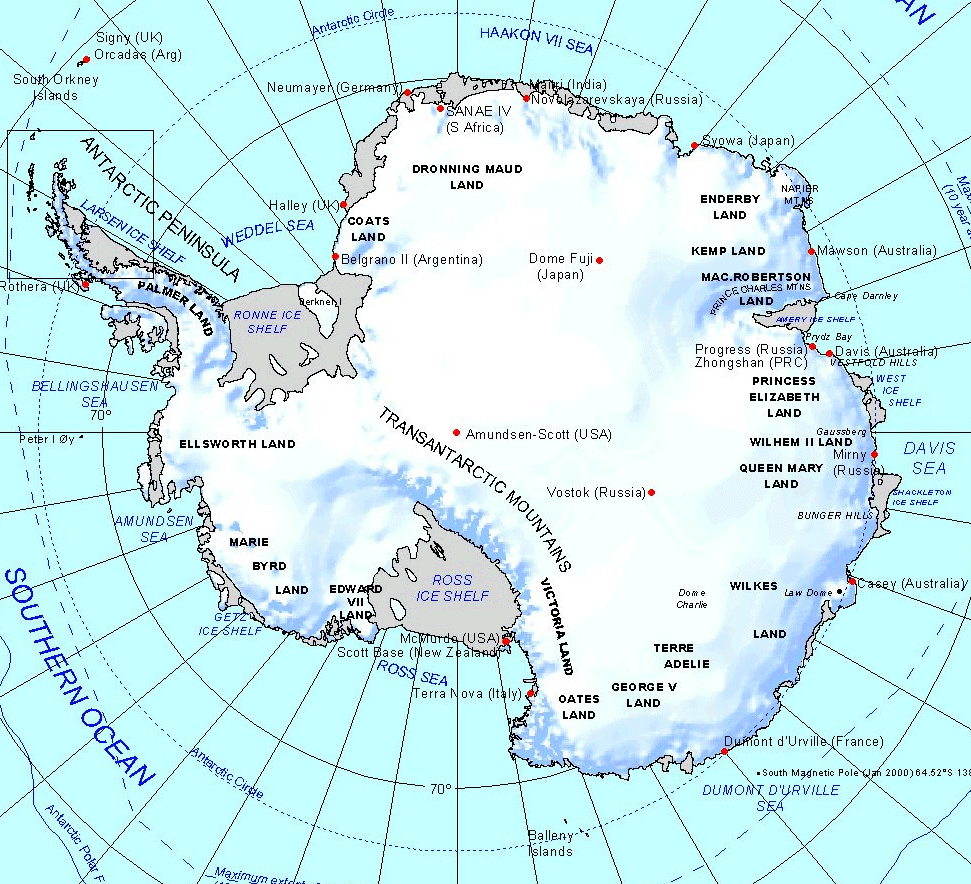 AN
Antarctic Circle
HAAKON VII SEA
Signy (UK)
Orcadas (Arg)
South Orkney
Islands
Neumayer (Germany)
Maitri (India)
Novolazarevskaya (Russia)
SANAE IV
(S Africa)
Syowa (Japan)
ANTARCTIC PENINSULA
LARSEN ICE SHELF
WEDDEL SEA
DRONNING MAUD
LAND
ENDERBY
LAND
NAPIER
MTNS
(10 year
Halley (UK)
COATS
LAND
Belgrano II (Argentina)
Dome Fuji
(Japan)
KEMP LAND
Mawson (Australia)
MAC.ROBERTSON
LAND
PRINCE CHARLES MTNS
Cape Darnley
AMERY ICE SHELF
Rothera (UK)
PALMER LAND
Berkner I
RONNE ICE
SHELF
Prydz Bay
Progress (Russia)
Zhongshan (PRC)
Davis (Australia)
VESTFOLD HILLS
WEST
ICE
SHELF
PRINCESS
ELIZABETH
LAND
BELLINGSHAUSEN
SEA
70°
Peter I Øy
ELLSWORTH LAND
TRANSANTARCTIC MOUNTAINS
Amundsen-Scott (USA)
Gaussberg
WILHEM II LAND
Mirny
(Russia)
DAVIS
SEA
QUEEN MARY
LAND
Vostok (Russia)
SHACKLETON
ICE SHELF
BUNGER HILLS
AMUNDSEN
SEA
MARIE
BYRD
LAND
EDWARD
VII
LAND
ROSS
ICE SHELF
VICTORIA LAND
WILKES
LAND
Law Dome
Casey (Australia)
Dome
Charlie
GETZ
ICE SHELF
SOUTHERN OCEAN
McMurdo (USA)
Scott Base (New Zealand)
ROSS SEA
Terra Nova (Italy)
TERRE
ADELIE
GEORGE V
LAND
OATES
LAND
Dumont d'Urville (France)
South Magnetic Pole (Jan 2000) 64.52°S 138
DUMONT D'URVILLE
SEA
Antarctic Circle
70°
Balleny
Islands
Antarctic Polar F
Maximum exten